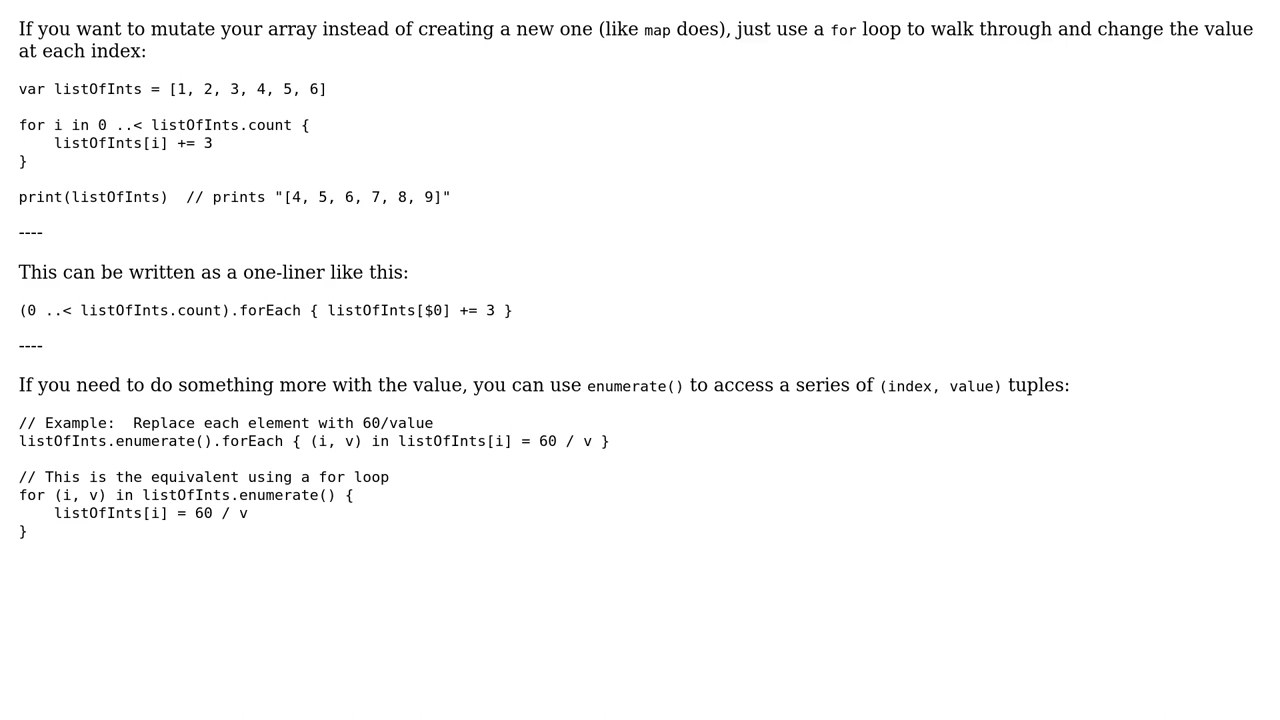 If you want to mutate your array instead of creating a new one (like map does), just use a for loop to walk through and change the value
at each index:
var listOfInts = [1, 2, 3, 4, 5, 6]
for i in 0 ..< listOfInts.count {
    listOfInts[i] += 3
}
print(listOfInts)  // prints "[4, 5, 6, 7, 8, 9]"
----
This can be written as a one-liner like this:
(0 ..< listOfInts.count).forEach { listOfInts[$0] += 3 }
----
If you need to do something more with the value, you can use enumerate() to access a series of (index, value) tuples:
// Example:  Replace each element with 60/value
listOfInts.enumerate().forEach { (i, v) in listOfInts[i] = 60 / v }
// This is the equivalent using a for loop
for (i, v) in listOfInts.enumerate() {
    listOfInts[i] = 60 / v
}